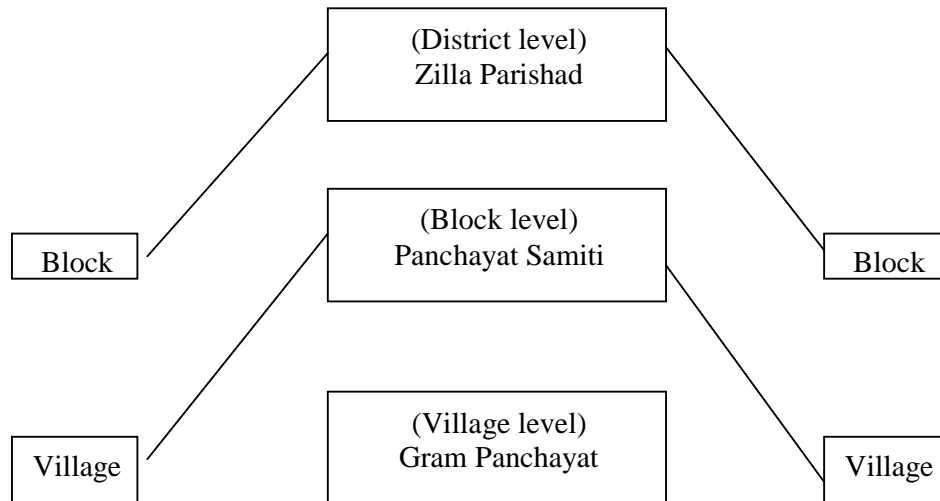 (District level)
Zilla Parishad
(Block level)
Panchayat Samiti
Block
Block
(Village level)
Gram Panchayat
Village
Village